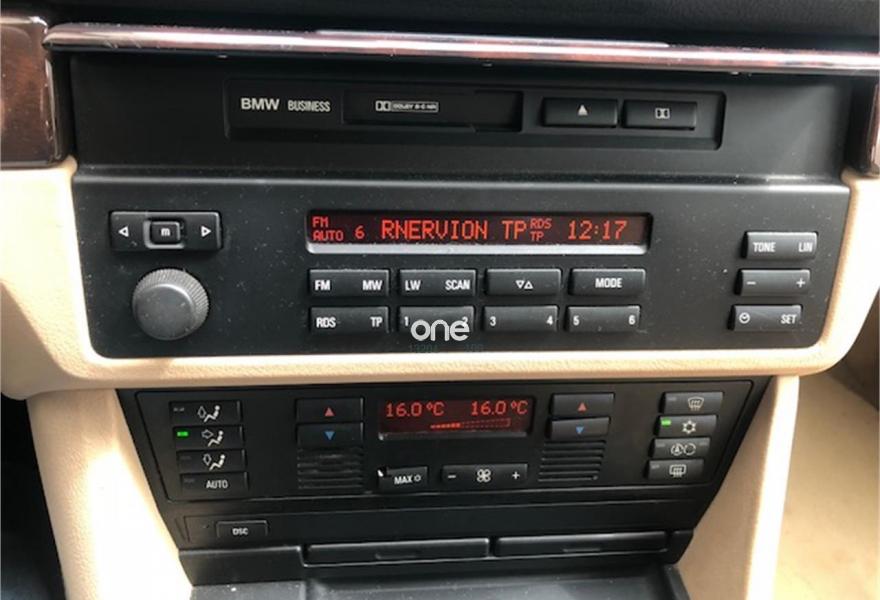 BMW BUSINESS DOLBY B-C NR
m
FM
AUTO 6 RNERVION TP RDS TP 12:17
TONE LIN
FM MW LW SCAN MODE
- +
RDS TP 1 2 3 4 5 6
SET
one
16.0°C 16.0°C
AUTO
MAX
- +
DSC